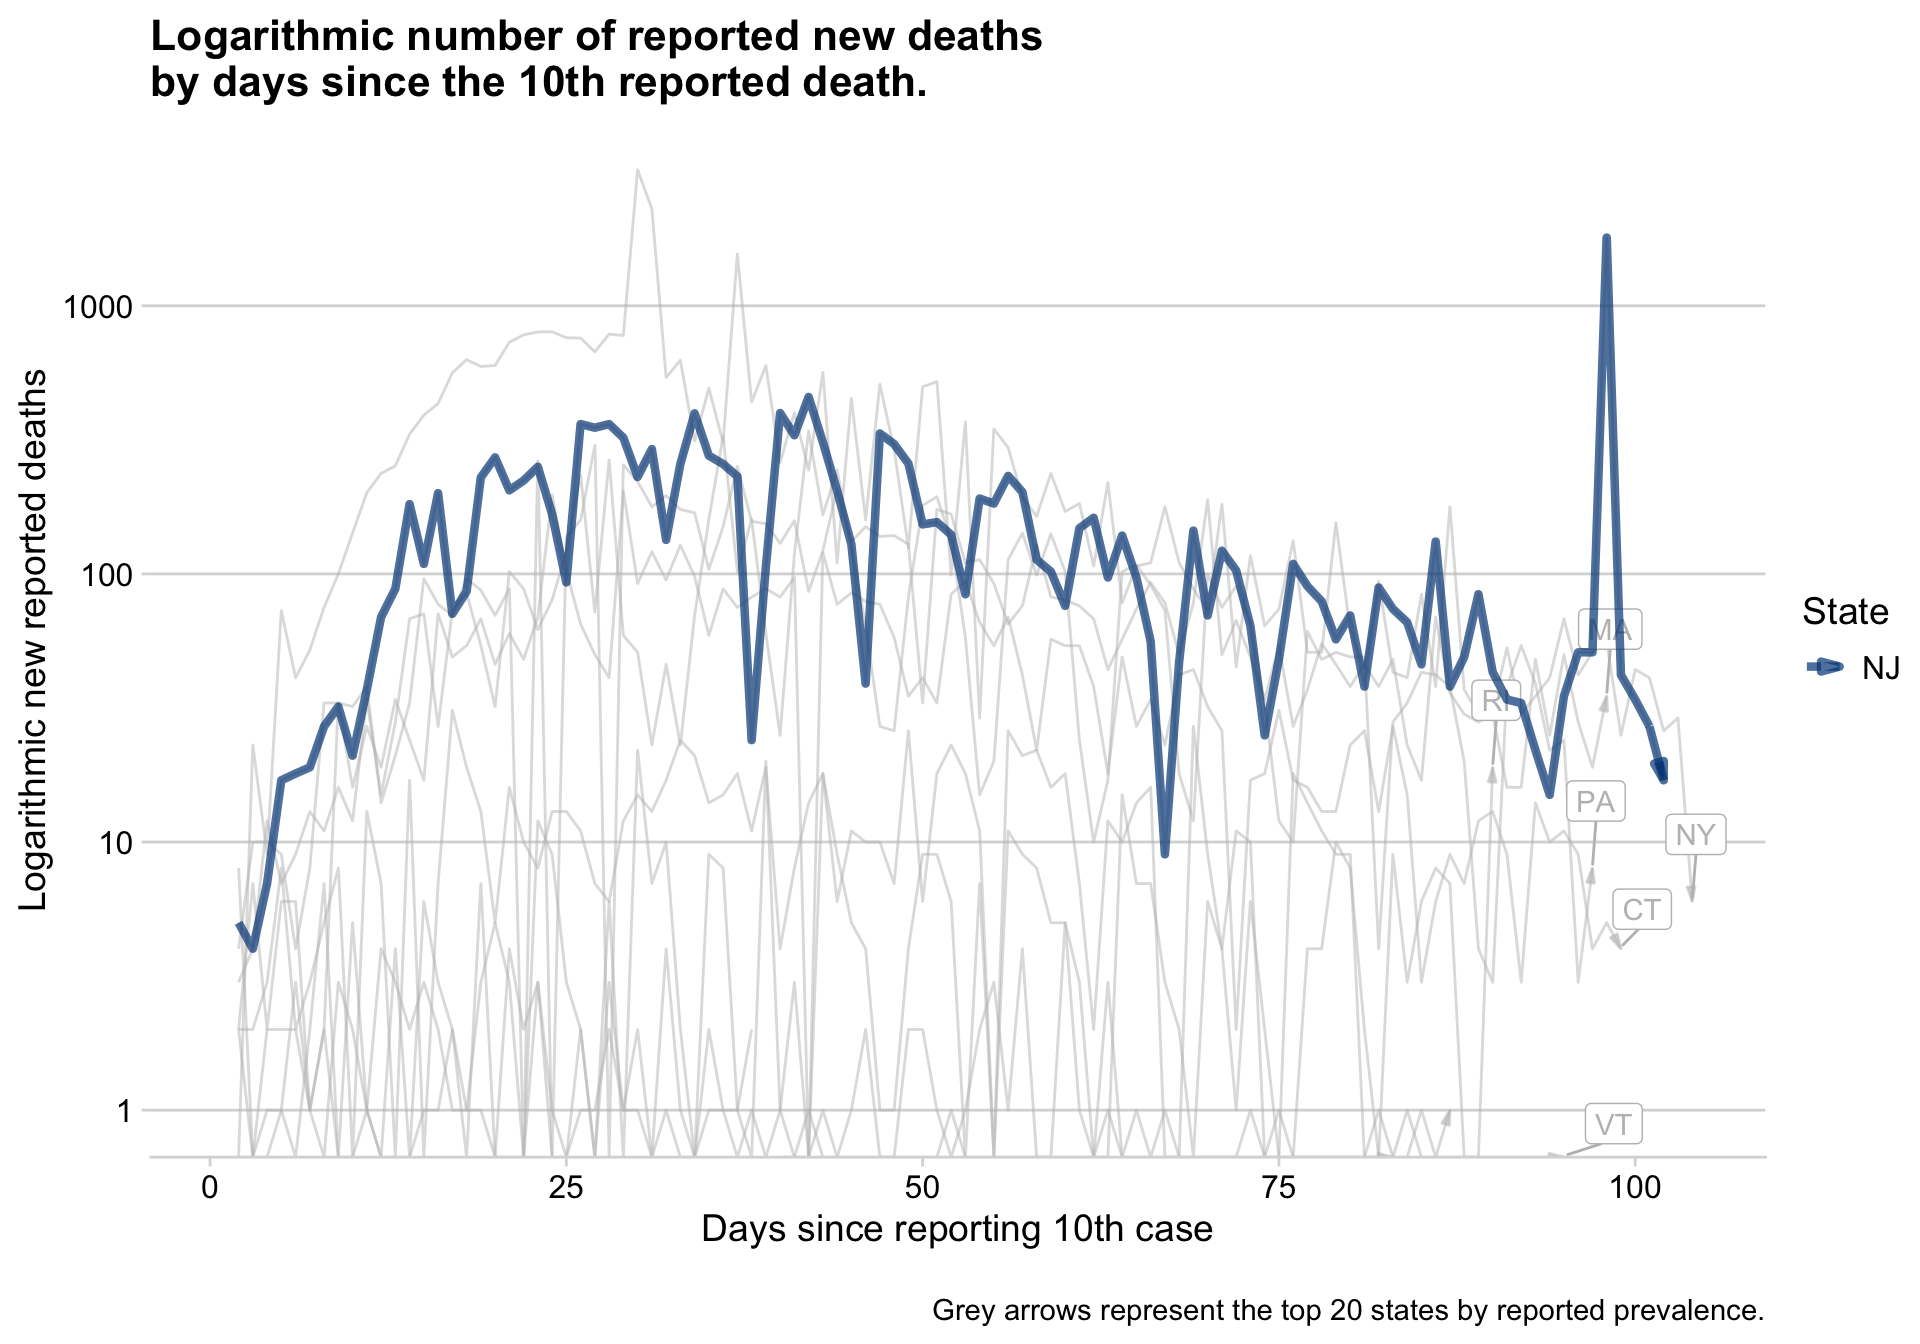 Logarithmic number of reported new deaths
by days since the 10th reported death.
Logarithmic new reported deaths
1000
100
10
1
MA
RI
PA
NY
CT
VT
State
NJ
0 25 50 75 100
Days since reporting 10th case
Grey arrows represent the top 20 states by reported prevalence.